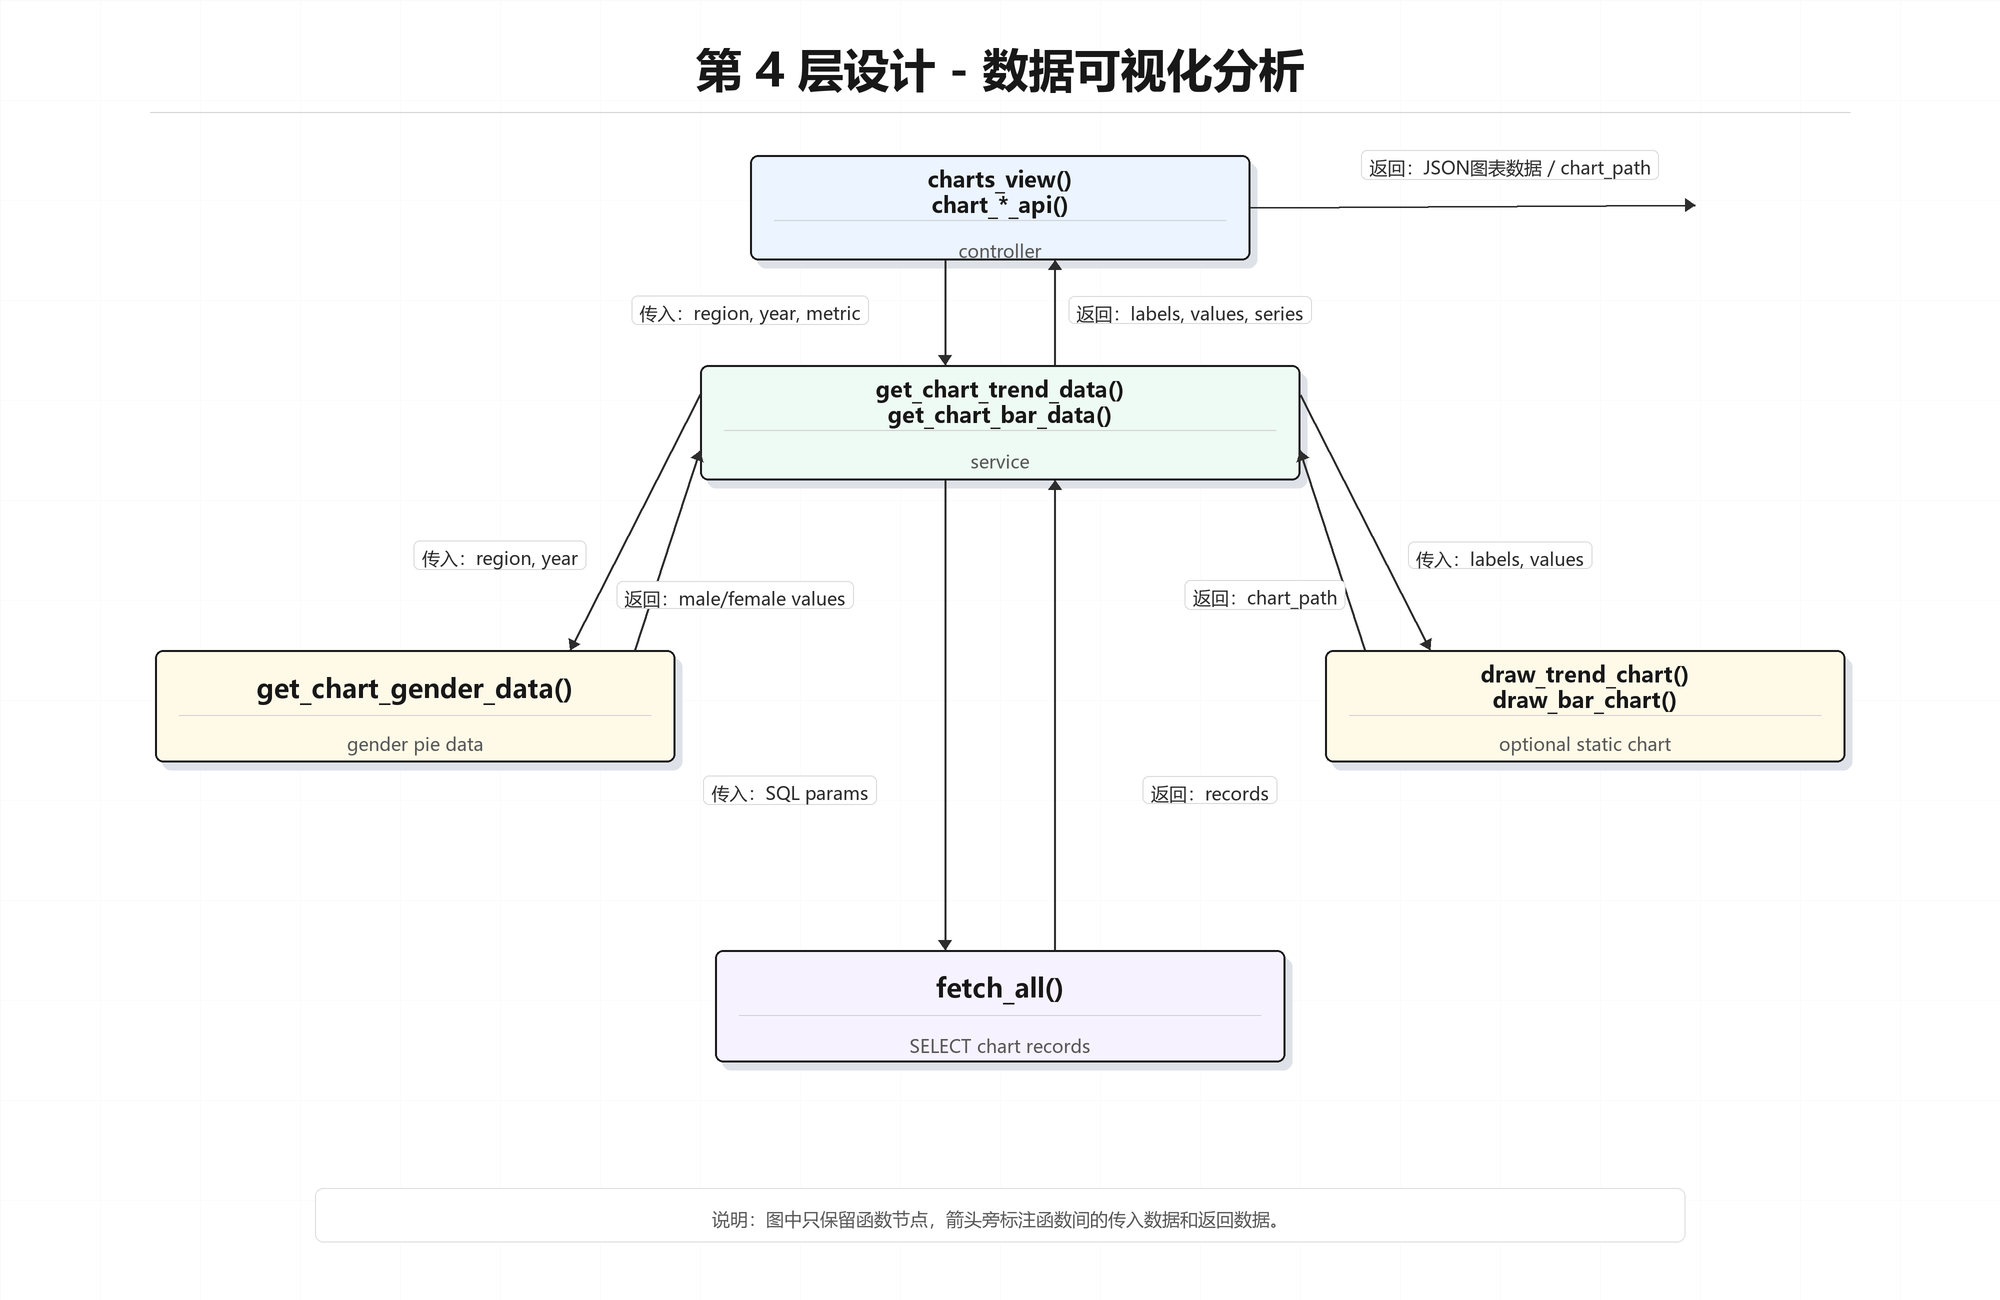 第 4 层设计 - 数据可视化分析
charts_view()
chart_*_api()
controller
返回：JSON图表数据 / chart_path
传入：region, year, metric
返回：labels, values, series
get_chart_trend_data()
get_chart_bar_data()
service
传入：region, year
返回：male/female values
返回：chart_path
传入：labels, values
get_chart_gender_data()
gender pie data
draw_trend_chart()
draw_bar_chart()
optional static chart
传入：SQL params
返回：records
fetch_all()
SELECT chart records
说明：图中只保留函数节点，箭头旁标注函数间的传入数据和返回数据。